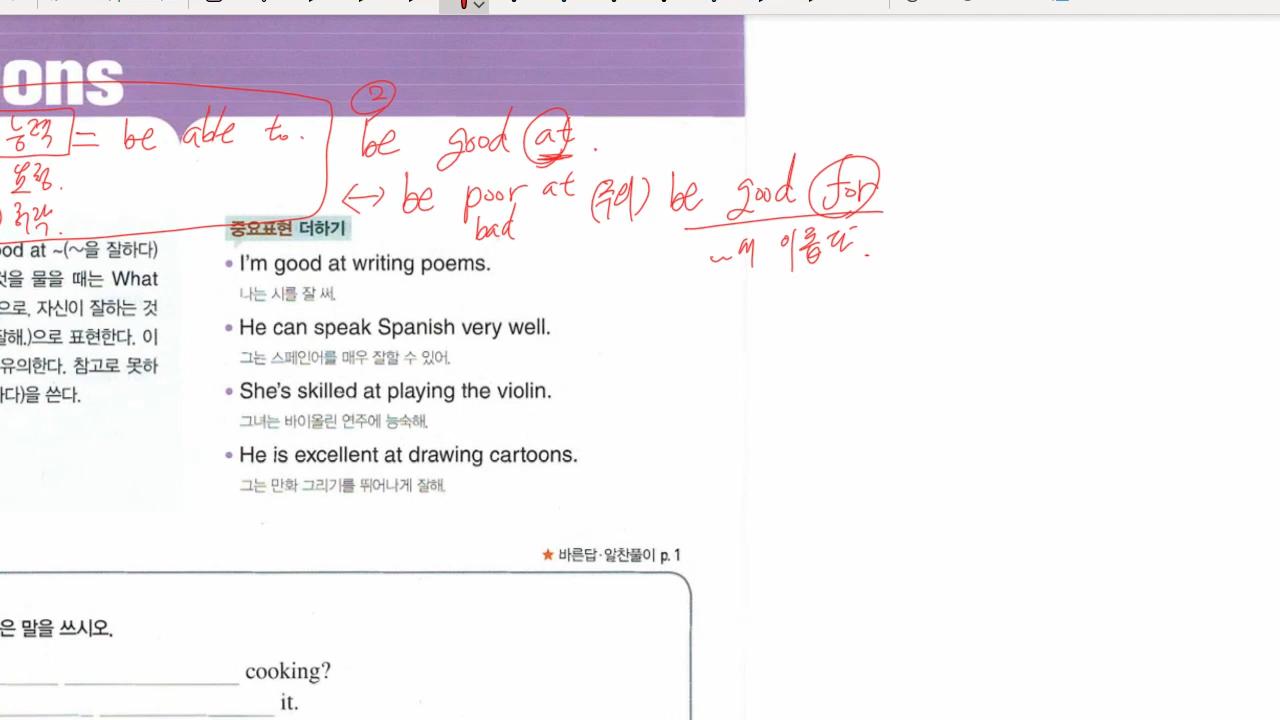 ons
②
능력 = be able to.
be good at.
요청.
허락.
↔ be poor at (주의) be good for
bad
~에 이롭다.
중요표현 더하기
ood at ~(~을 잘하다)
것을 물을 때는 What
으로, 자신이 잘하는 것
잘해.)으로 표현한다. 이
유의한다. 참고로 못하
하다)을 쓴다.
• I'm good at writing poems.
나는 시를 잘 써.
• He can speak Spanish very well.
그는 스페인어를 매우 잘할 수 있어.
• She's skilled at playing the violin.
그녀는 바이올린 연주에 능숙해.
• He is excellent at drawing cartoons.
그는 만화 그리기를 뛰어나게 잘해.
★ 바른답·알찬풀이 p. 1
은 말을 쓰시오.
cooking?
it.